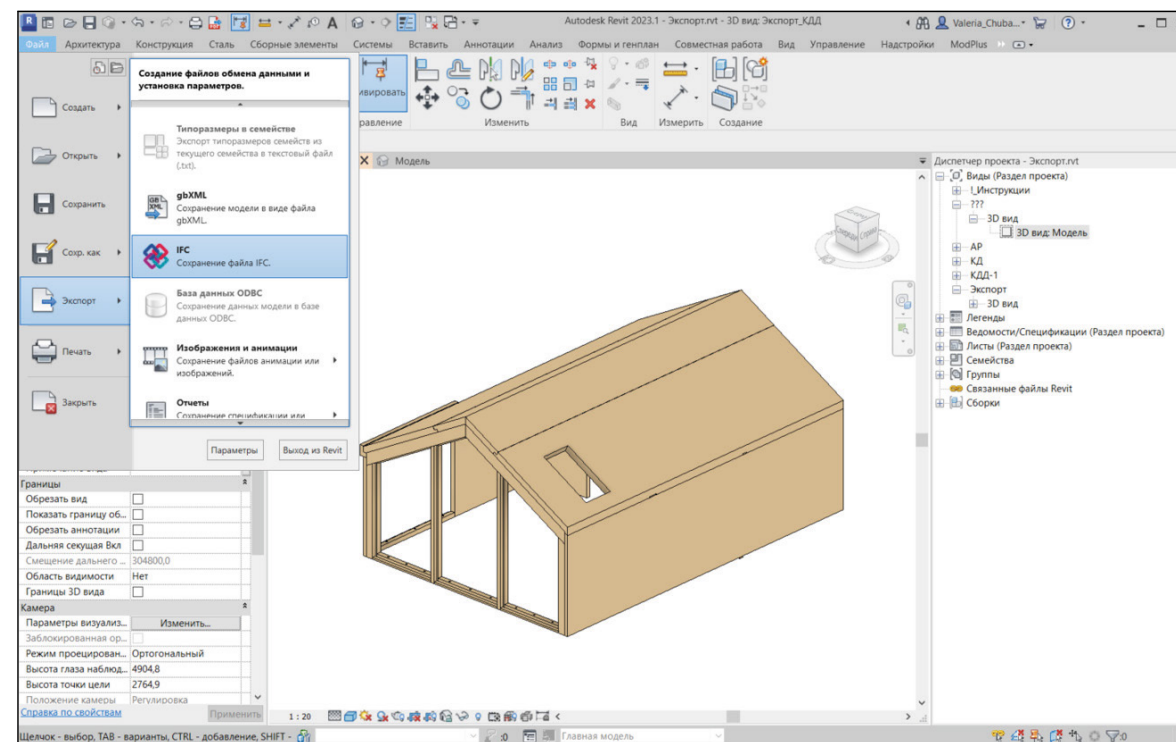 Autodesk Revit 2023.1 - Экспорт.rvt - 3D вид: Экспорт_КДД
Valeria_Chuba...
Файл Архитектура Конструкция Сталь Сборные элементы Системы Вставить Аннотации Анализ Формы и генплан Совместная работа Вид Управление Надстройки ModPlus
Создать
Открыть
Сохранить
Сохр. как
Экспорт
Печать
Закрыть
Создание файлов обмена данными и
установка параметров.
Типоразмеры в семействе
Экспорт типоразмеров семейств из
текущего семейства в текстовый файл
(.txt).
gbXML
Сохранение модели в виде файла
gbXML.
IFC
Сохранение файла IFC.
База данных ODBC
Сохранение данных модели в базе
данных ODBC.
Изображения и анимации
Сохранение файлов анимации или
изображений.
Отчеты
Сохранение спецификации или
Параметры Выход из Revit
ивировать
равление Изменить Вид Измерить Создание
Модель
Диспетчер проекта - Экспорт.rvt
Виды (Раздел проекта)
!_Инструкции
???
3D вид
3D вид: Модель
АР
КД
КДД-1
Экспорт
3D вид
Легенды
Ведомости/Спецификации (Раздел проекта)
Листы (Раздел проекта)
Семейства
Группы
Связанные файлы Revit
Сборки
Границы
Обрезать вид
Показать границу об...
Обрезать аннотации
Дальняя секущая Вкл
Смещение дальнего ... 304800,0
Область видимости Нет
Границы 3D вида
Камера
Параметры визуализ... Изменить...
Заблокированная ор...
Режим проецирован... Ортогональный
Высота глаза наблюд... 4904,8
Высота точки цели 2764,9
Положение камеры Регулировка
Справка по свойствам Применить
1 : 20
Щелчок - выбор, TAB - варианты, CTRL - добавление, SHIFT - :0 Главная модель :0